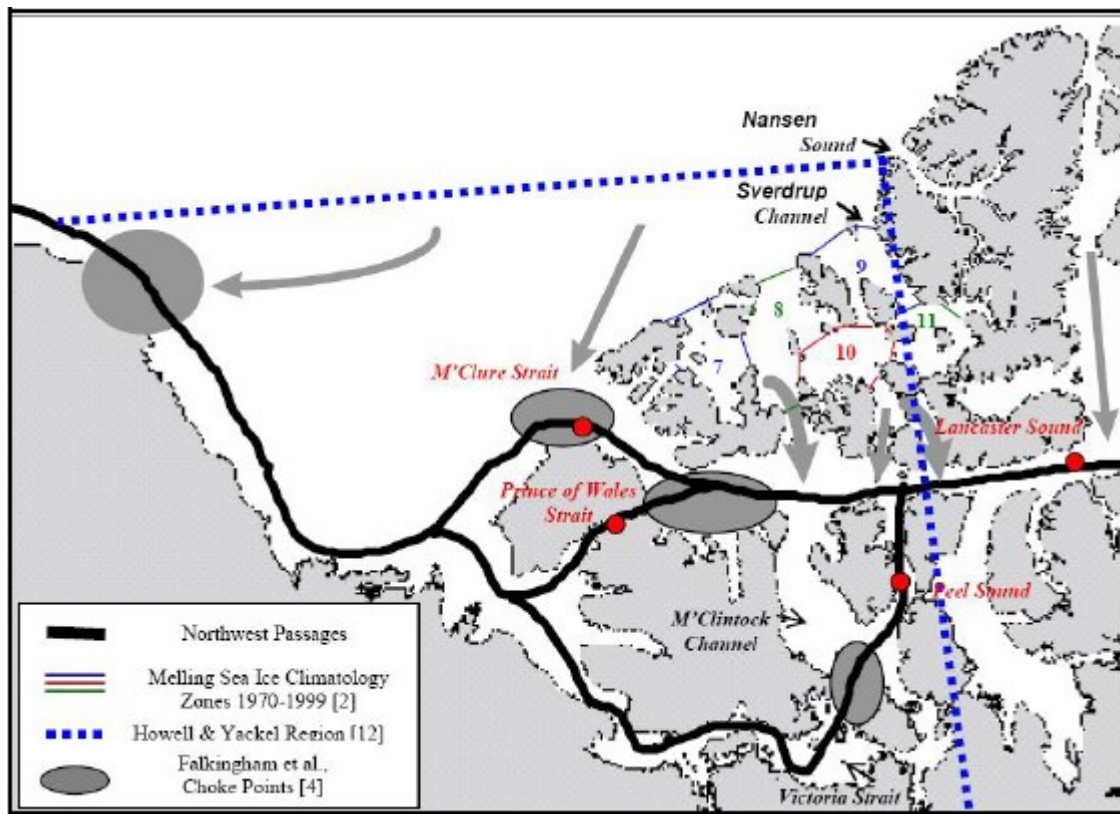 Nansen
Sound
Sverdrup
Channel
9
8
11
7
10
M'Clure Strait
Lancaster Sound
Prince of Wales
Strait
Peel Sound
M'Clintock
Channel
Victoria Strait
Northwest Passages
Melling Sea Ice Climatology
Zones 1970-1999 [2]
Howell & Yackel Region [12]
Falkingham et al.,
Choke Points [4]